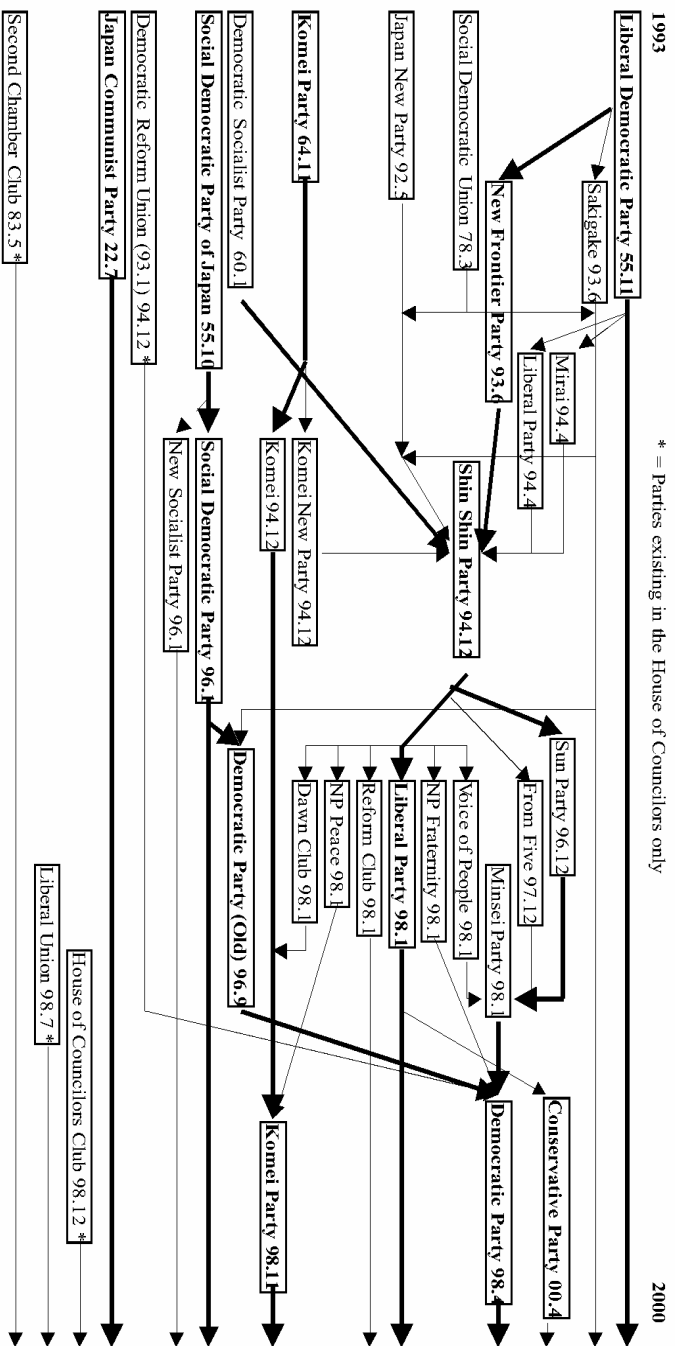 1993
2000
* = Parties existing in the House of Councilors only
Liberal Democratic Party 55.11
Sakigake 93.6
Mirai 94.4
Liberal Party 94.4
New Frontier Party 93.6
Social Democratic Union 78.3
Shin Shin Party 94.12
Japan New Party 92.5
Sun Party 96.12
From Five 97.12
Minsei Party 98.1
Voice of People 98.1
NP Fraternity 98.1
Liberal Party 98.1
Reform Club 98.1
NP Peace 98.1
Dawn Club 98.1
Conservative Party 00.4
Democratic Party 98.4
Komei Party 64.11
Komei New Party 94.12
Komei 94.12
Komei Party 98.11
Democratic Socialist Party 60.1
Democratic Party (Old) 96.9
Social Democratic Party of Japan 55.10
Social Democratic Party 96.1
New Socialist Party 96.1
Democratic Reform Union (93.1) 94.12 *
Japan Communist Party 22.7
House of Councilors Club 98.12 *
Liberal Union 98.7 *
Second Chamber Club 83.5 *